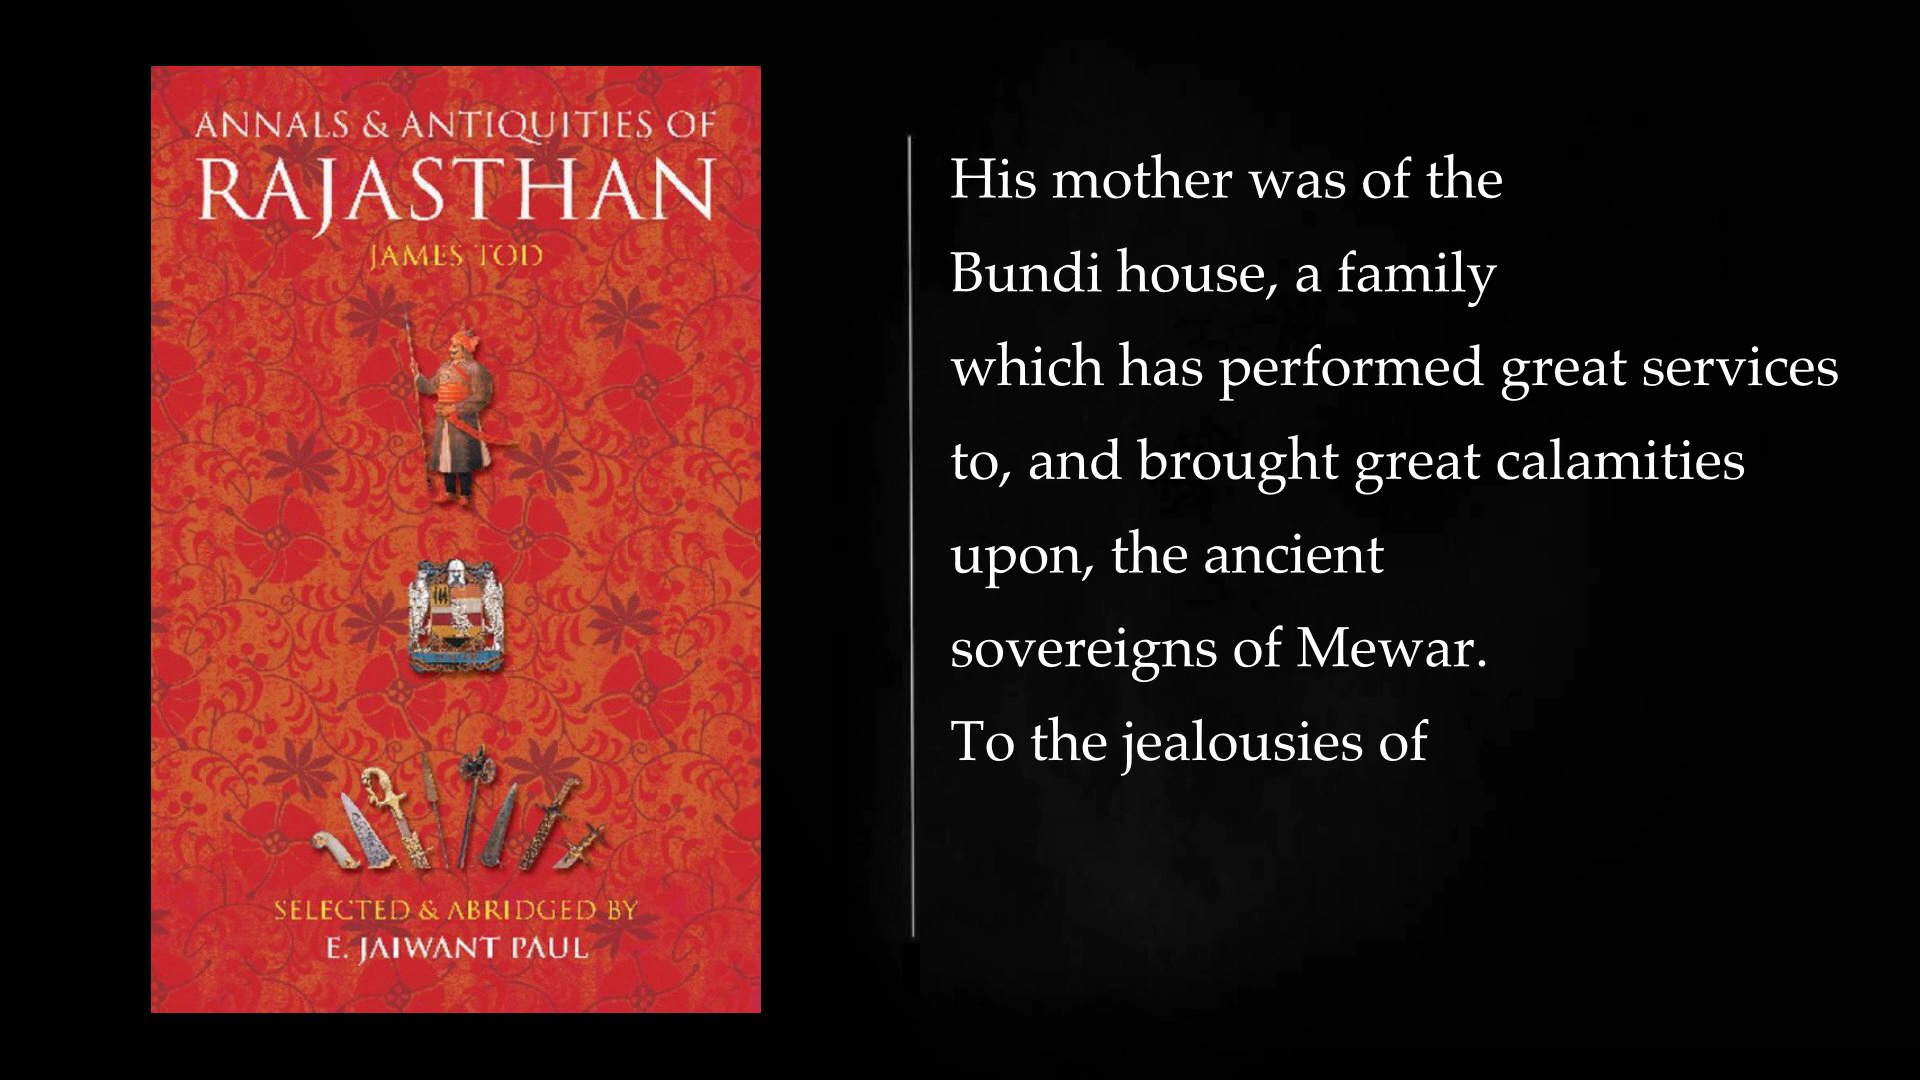 ANNALS & ANTIQUITIES OF
RAJASTHAN
JAMES TOD
SELECTED & ABRIDGED BY
E. JAIWANT PAUL
His mother was of the
Bundi house, a family
which has performed great services
to, and brought great calamities
upon, the ancient
sovereigns of Mewar.
To the jealousies of